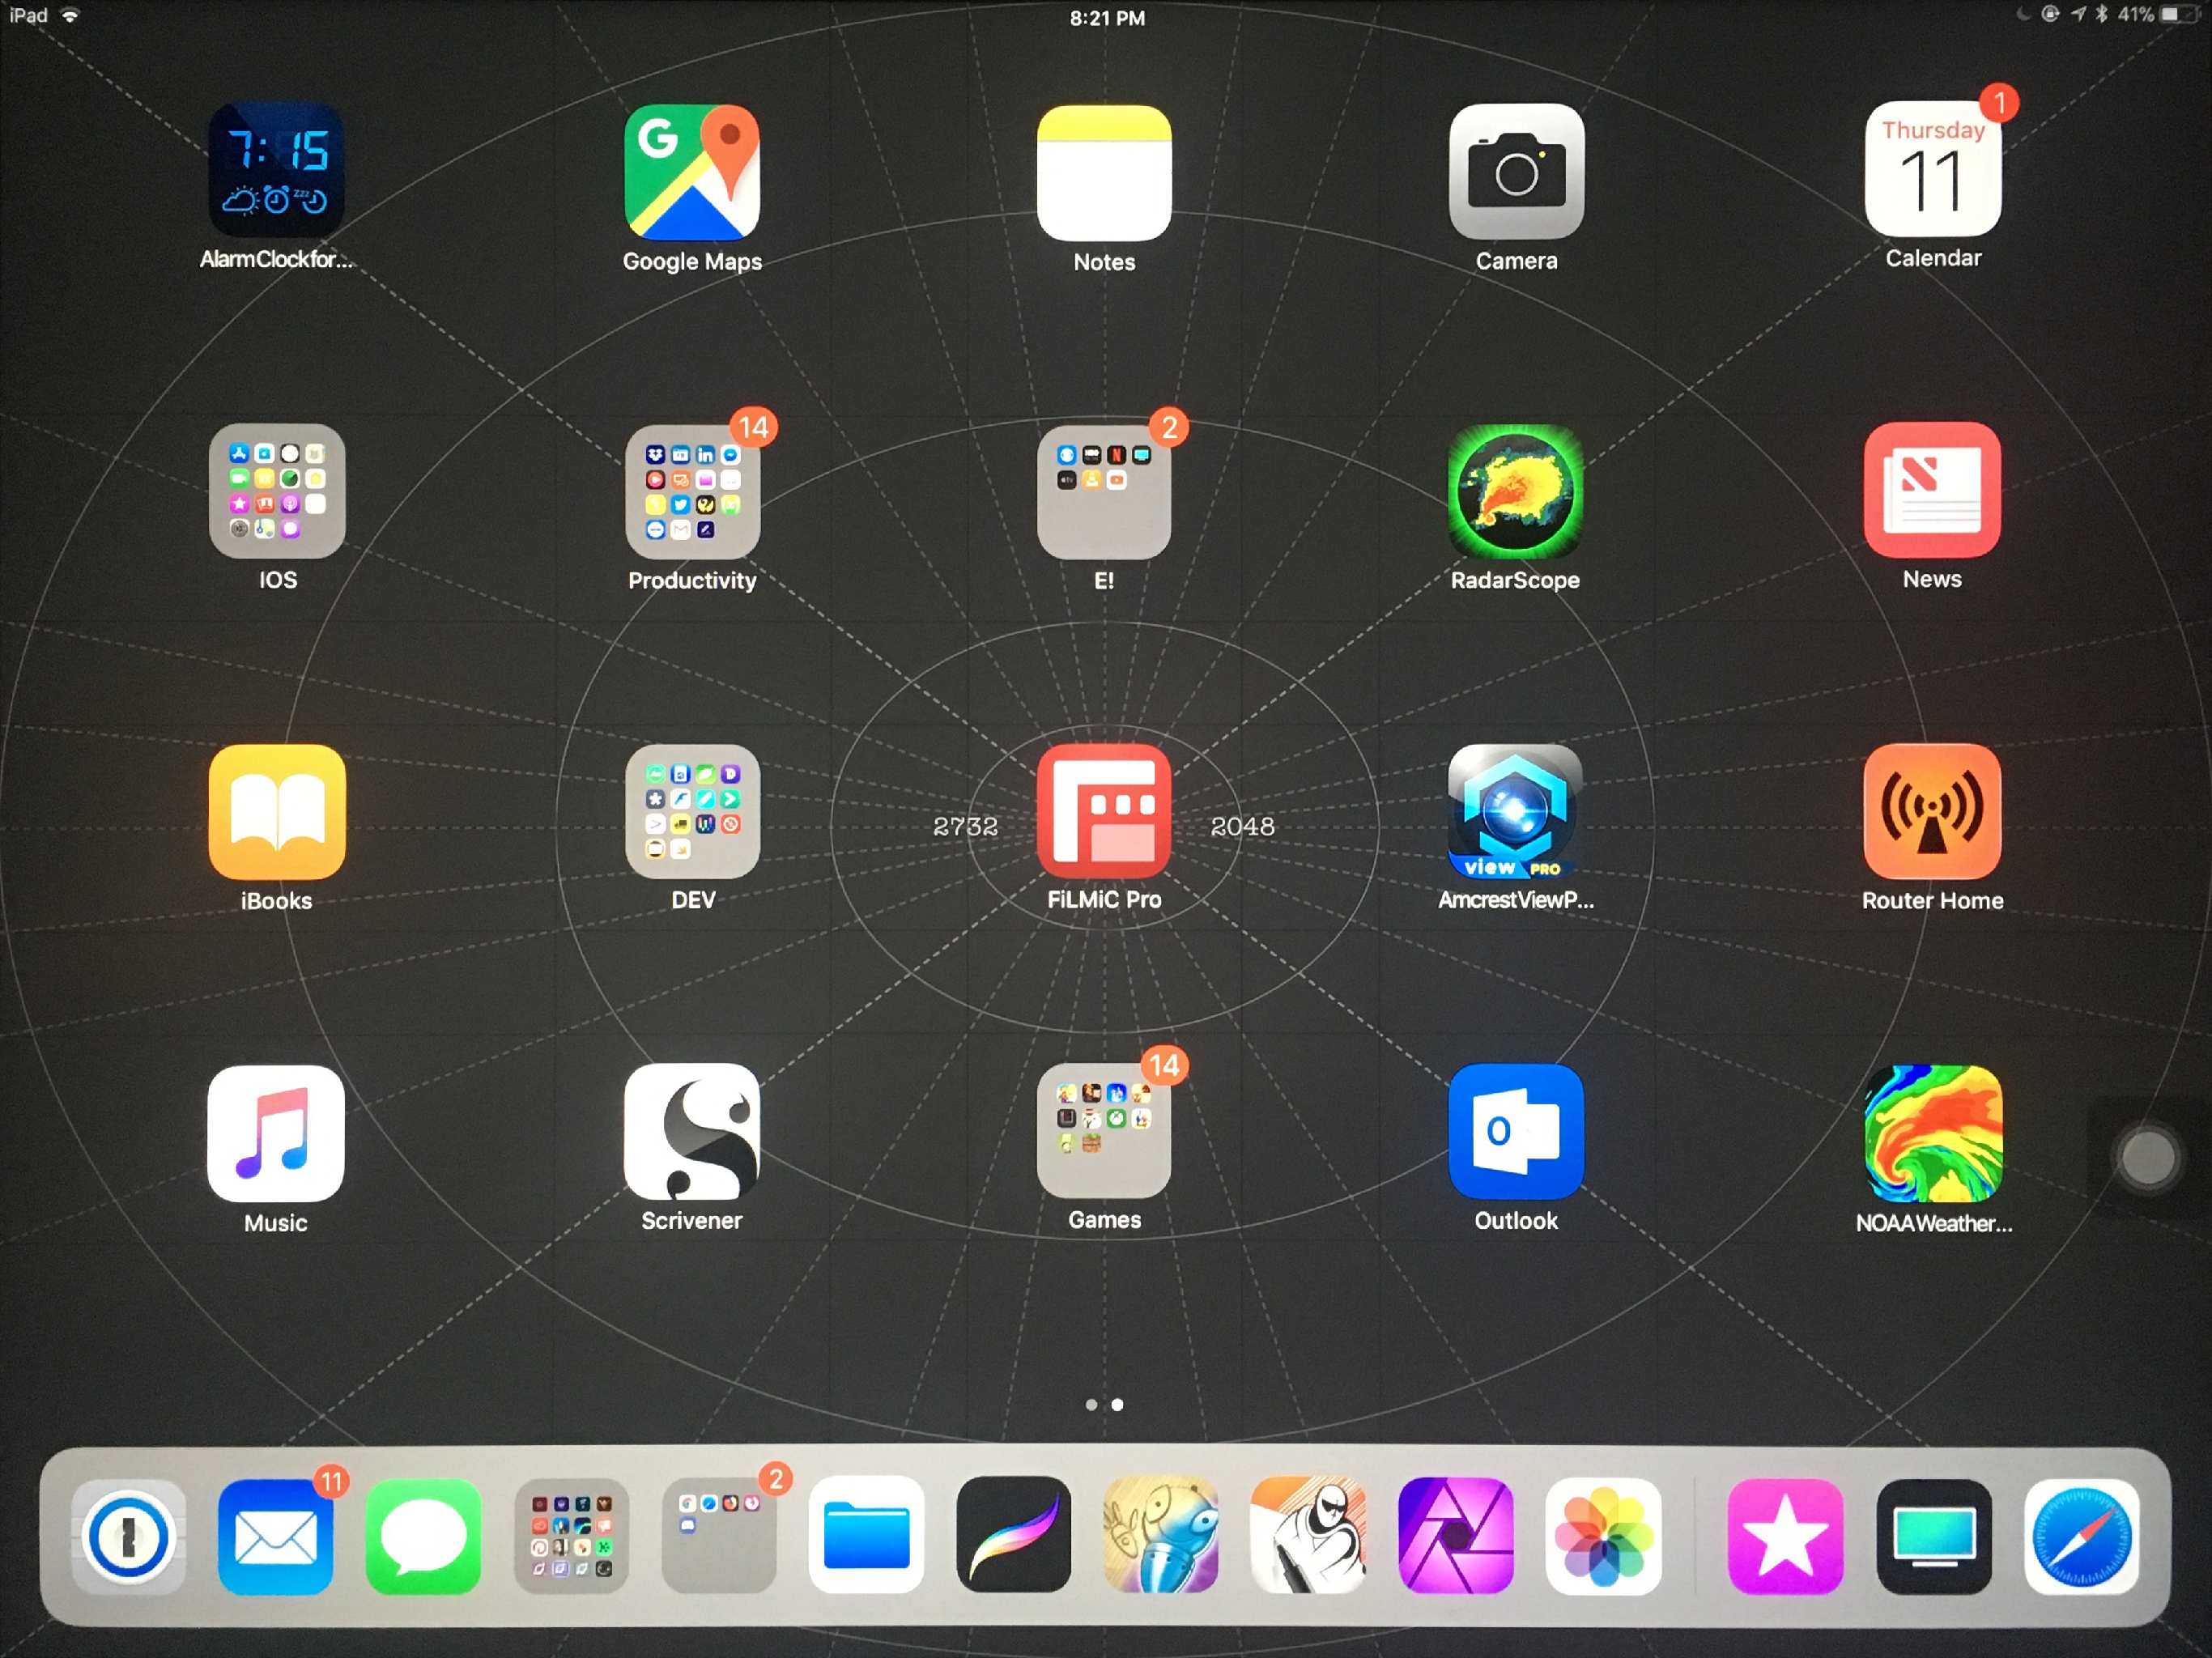 iPad 8:21 PM 41%
1
7:15 G Thursday
11
zzz
AlarmClockfor... Google Maps Notes Camera Calendar
14 2
IOS Productivity E! RadarScope News
2732 2048
view PRO
iBooks DEV FiLMiC Pro AmcrestViewP... Router Home
14
O
Music Scrivener Games Outlook NOAAWeather...
11 2